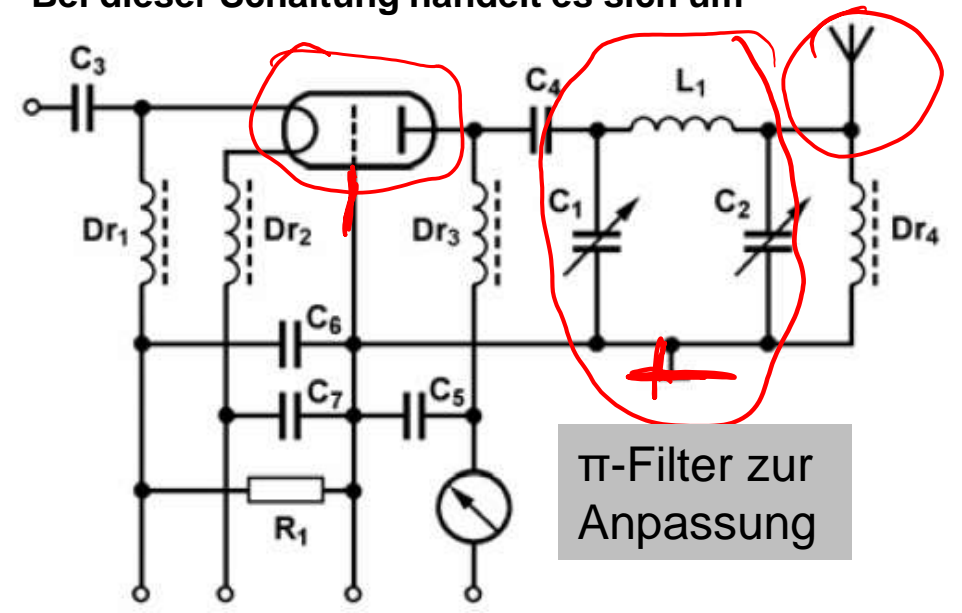 Bei dieser Schaltung handelt es sich um
C3
C4
L1
C1
C2
Dr1
Dr2
Dr3
Dr4
C6
C7
C5
R1
π-Filter zur
Anpassung